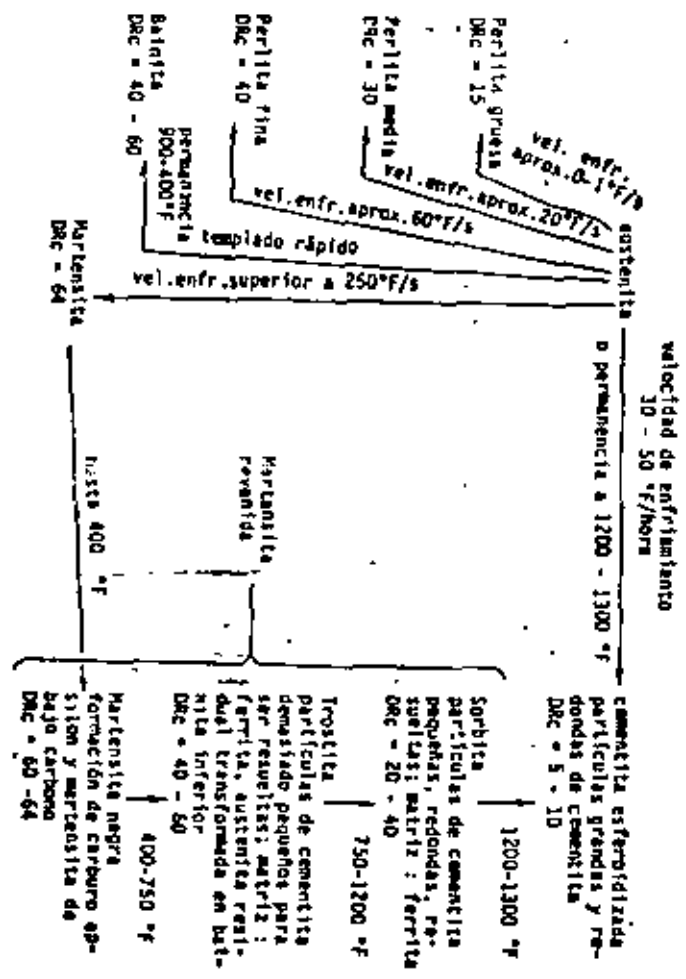 vel. enfr.
aprox.0-1°F/s
Perlita gruesa
DRc = 15
vel.enfr.aprox.20°F/s
Perlita media
DRc = 30
vel.enfr.aprox.60°F/s
Perlita fina
DRc = 40
templado rápido
permanencia
900-400°F
Bainita
DRc = 40 - 60
vel.enfr.superior a 250°F/s
Martensita
DRc = 64
austenita
velocidad de enfriamiento
30 - 50 °F/hora
o permanencia a 1200 - 1300 °F
cementita esferoidizada
partículas grandes y re-
dondas de cementita
DRc = 5 - 10
1200-1300 °F
Sorbita
partículas de cementita
pequeñas, redondas, re-
sueltas; matriz : ferrita
DRc = 20 - 40
750-1200 °F
Trostita
partículas de cementita
demasiado pequeños para
ser resueltas; matriz :
ferrita, austenita resi-
dual transformada en bai-
nita inferior
DRc = 40 - 60
400-750 °F
Martensita negra
formación de carburo ep-
silon y martensita de
bajo carbono
DRc = 60 -64
Martensita
revenida
hasta 400 °F